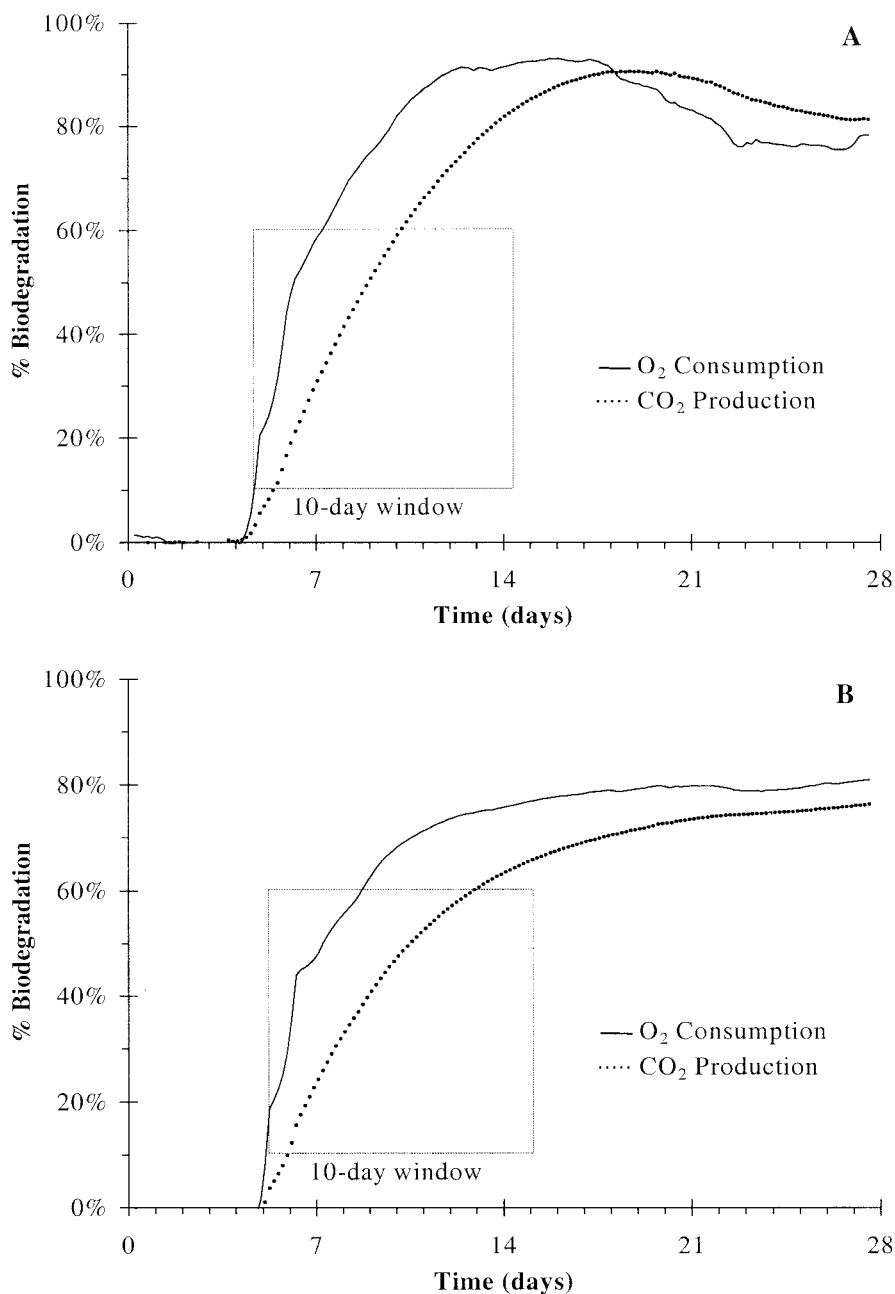 A
100%
80%
60%
40%
20%
0%
% Biodegradation
O₂ Consumption
CO₂ Production
10-day window
0 7 14 21 28
Time (days)
B
100%
80%
60%
40%
20%
0%
% Biodegradation
O₂ Consumption
CO₂ Production
10-day window
0 7 14 21 28
Time (days)